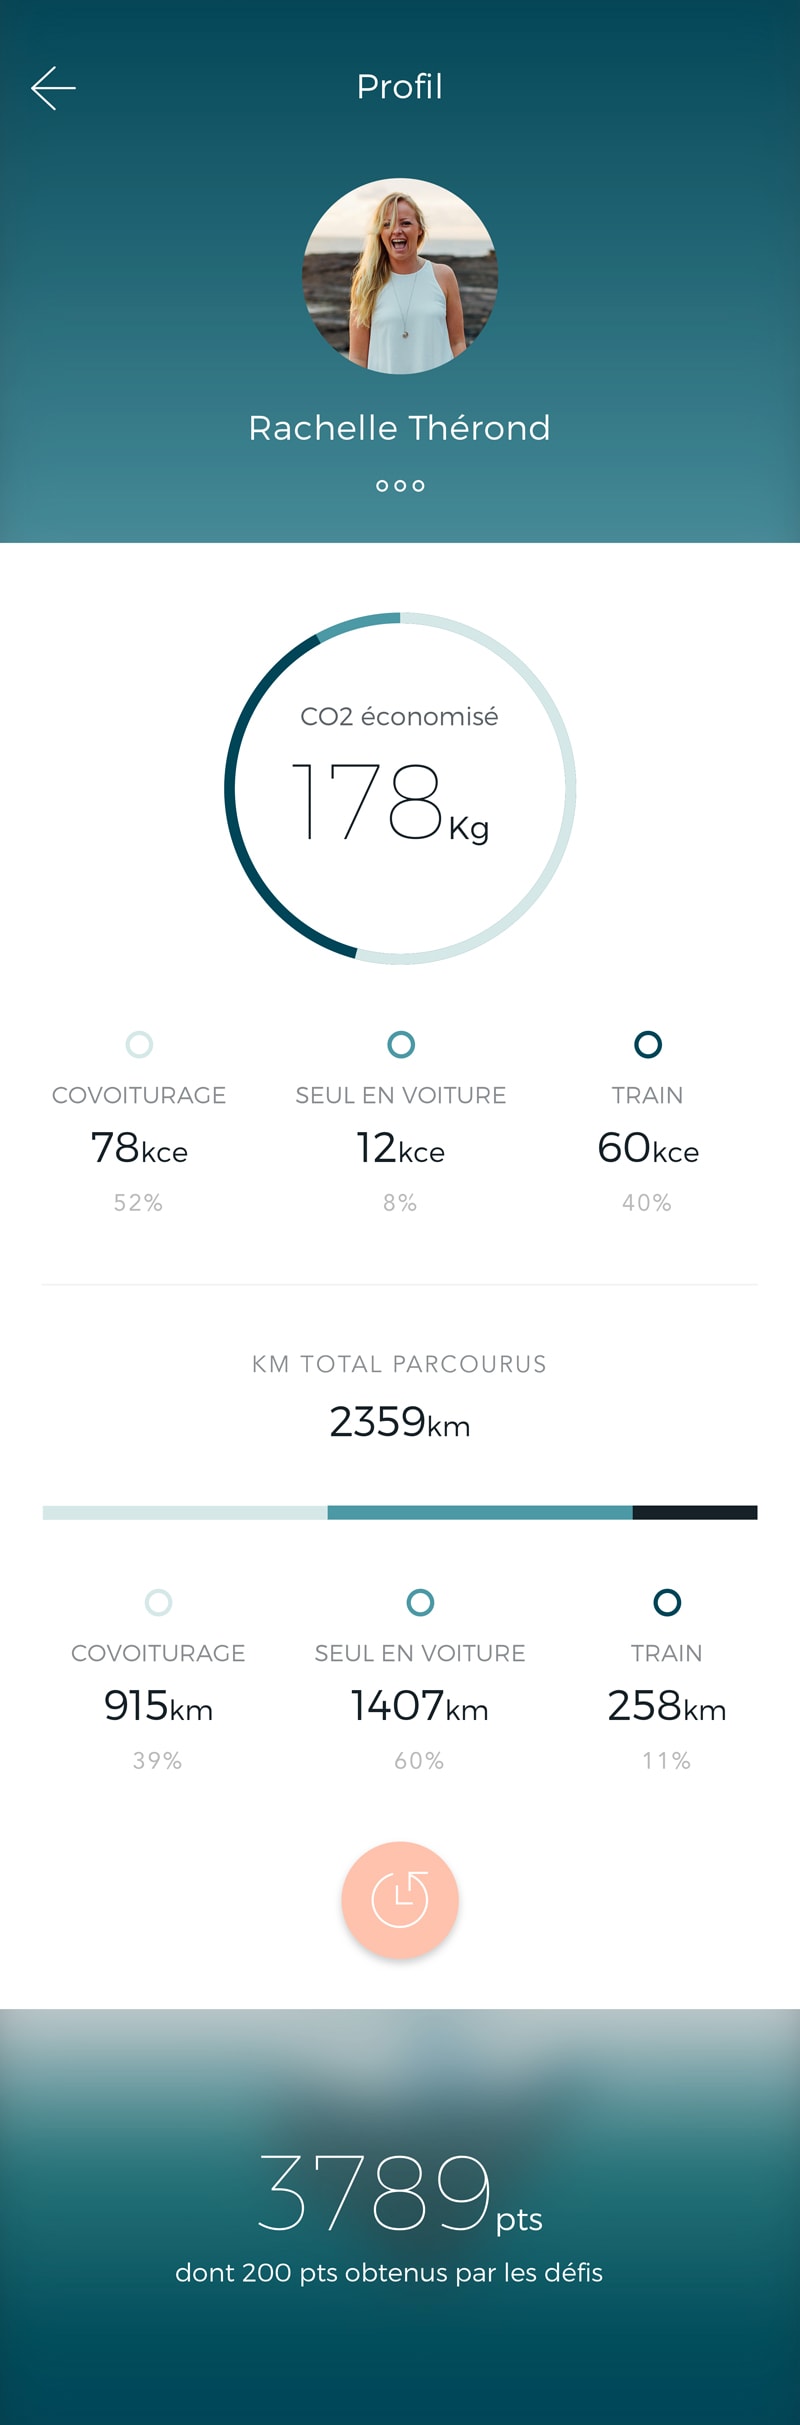 Profil
Rachelle Thérond
CO2 économisé
178Kg
COVOITURAGE SEUL EN VOITURE TRAIN
78kce 12kce 60kce
52% 8% 40%
KM TOTAL PARCOURUS
2359km
COVOITURAGE SEUL EN VOITURE TRAIN
915km 1407km 258km
39% 60% 11%
3789pts
dont 200 pts obtenus par les défis